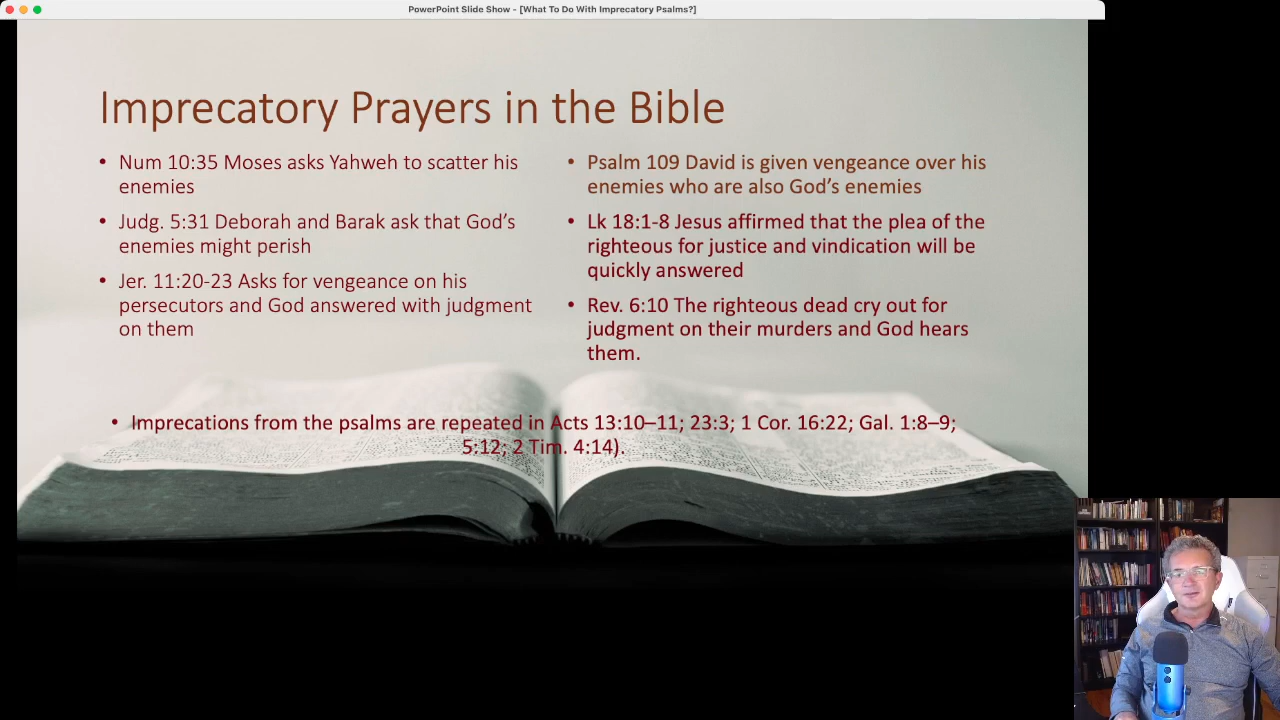 PowerPoint Slide Show - [What To Do With Imprecatory Psalms?]
Imprecatory Prayers in the Bible
• Num 10:35 Moses asks Yahweh to scatter his
enemies
• Judg. 5:31 Deborah and Barak ask that God’s
enemies might perish
• Jer. 11:20-23 Asks for vengeance on his
persecutors and God answered with judgment
on them
• Psalm 109 David is given vengeance over his
enemies who are also God’s enemies
• Lk 18:1-8 Jesus affirmed that the plea of the
righteous for justice and vindication will be
quickly answered
• Rev. 6:10 The righteous dead cry out for
judgment on their murders and God hears
them.
• Imprecations from the psalms are repeated in Acts 13:10–11; 23:3; 1 Cor. 16:22; Gal. 1:8–9;
5:12; 2 Tim. 4:14).